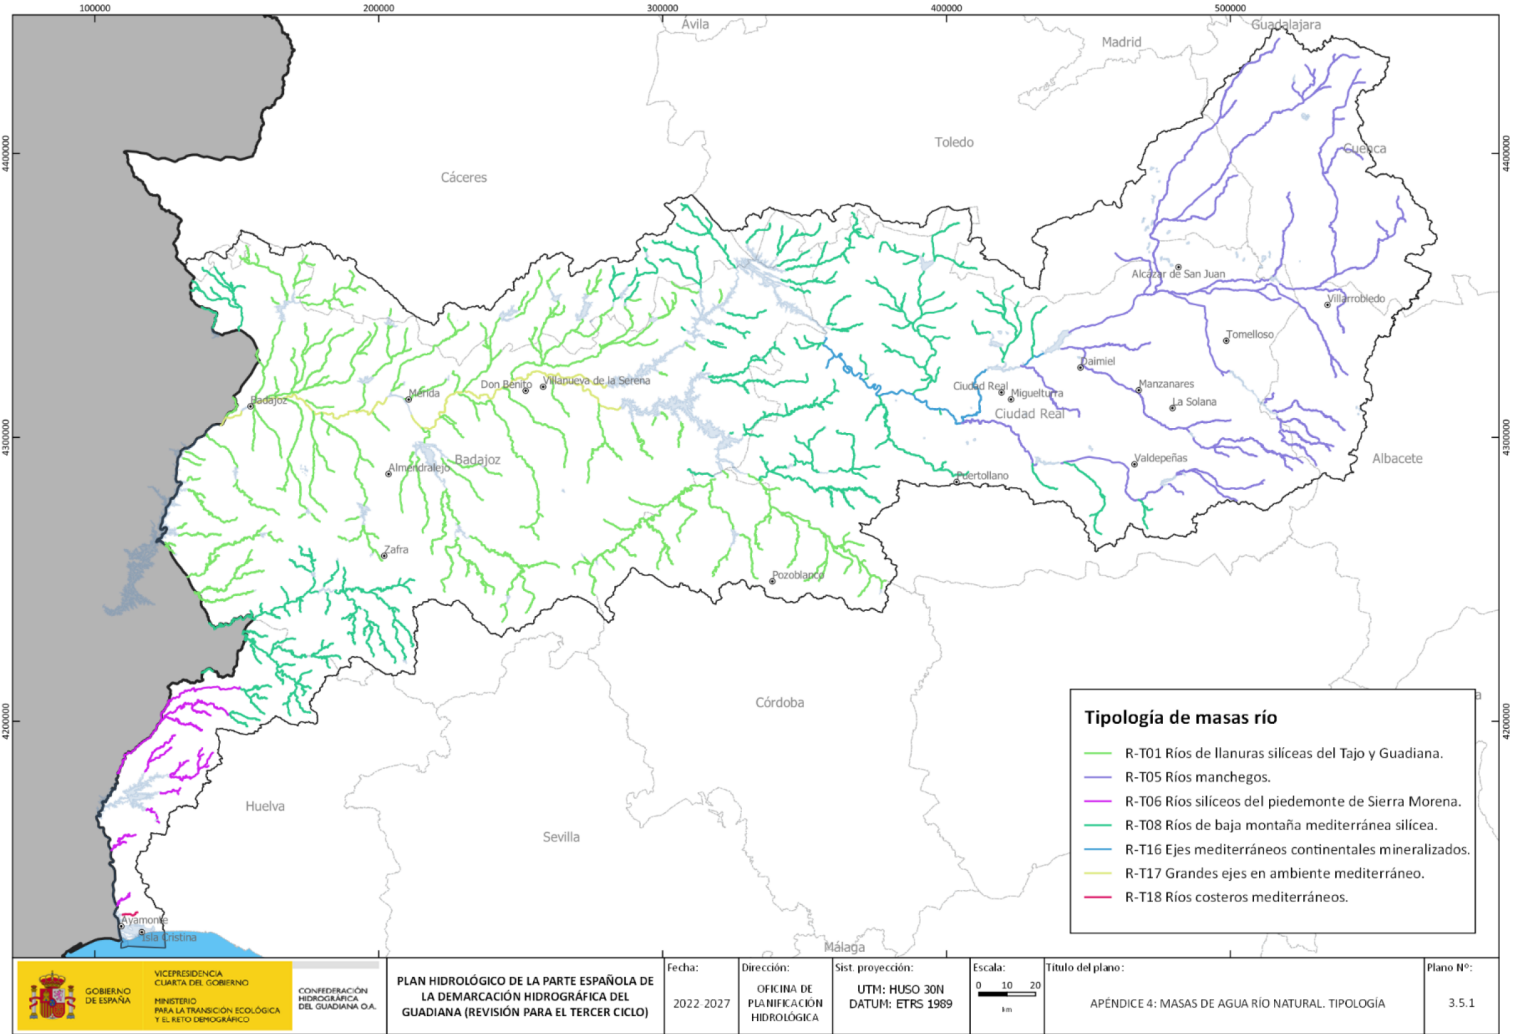 100000
200000
300000
400000
500000
Ávila
Guadalajara
Madrid
4400000
4400000
Toledo
Cuenca
Cáceres
Alcázar de San Juan
Villarrobledo
Tomelloso
Daimiel
Don Benito
Villanueva de la Serena
Mérida
Badajoz
Ciudad Real
Miguelturra
Manzanares
La Solana
Ciudad Real
4300000
4300000
Badajoz
Almendralejo
Valdepeñas
Albacete
Puertollano
Zafra
Pozoblanco
Córdoba
4200000
4200000
Huelva
Sevilla
Ayamonte
Isla Cristina
Málaga
Tipología de masas río
R-T01 Ríos de llanuras silíceas del Tajo y Guadiana.
R-T05 Ríos manchegos.
R-T06 Ríos silíceos del piedemonte de Sierra Morena.
R-T08 Ríos de baja montaña mediterránea silícea.
R-T16 Ejes mediterráneos continentales mineralizados.
R-T17 Grandes ejes en ambiente mediterráneo.
R-T18 Ríos costeros mediterráneos.
GOBIERNO
DE ESPAÑA
VICEPRESIDENCIA
CUARTA DEL GOBIERNO
MINISTERIO
PARA LA TRANSICIÓN ECOLÓGICA
Y EL RETO DEMOGRÁFICO
CONFEDERACIÓN
HIDROGRÁFICA
DEL GUADIANA O.A.
PLAN HIDROLÓGICO DE LA PARTE ESPAÑOLA DE
LA DEMARCACIÓN HIDROGRÁFICA DEL
GUADIANA (REVISIÓN PARA EL TERCER CICLO)
Fecha:
2022 2027
Dirección:
OFICINA DE
PLANIFICACIÓN
HIDROLÓGICA
Sist. proyección:
UTM: HUSO 30N
DATUM: ETRS 1989
Escala:
0 10 20
km
Título del plano:
APÉNDICE 4: MASAS DE AGUA RÍO NATURAL. TIPOLOGÍA
Plano Nº:
3.5.1